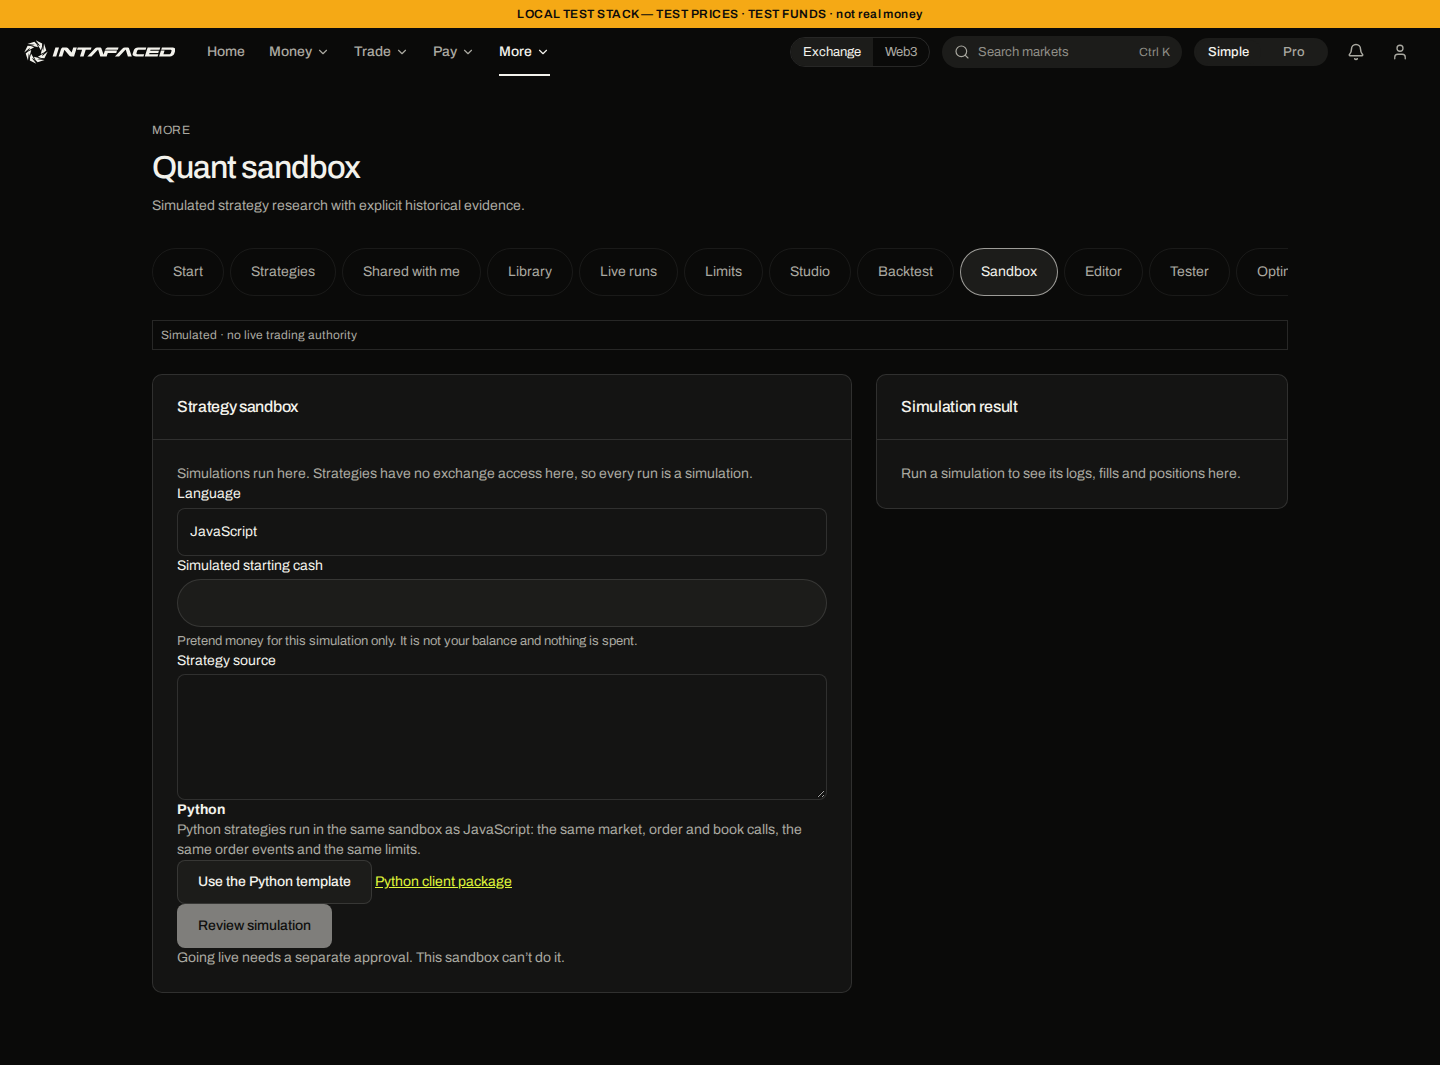 LOCAL TEST STACK — TEST PRICES · TEST FUNDS · not real money
INTAFACED
Home
Money
Trade
Pay
More
Exchange
Web3
Search markets
Ctrl K
Simple
Pro
MORE
Quant sandbox
Simulated strategy research with explicit historical evidence.
Start
Strategies
Shared with me
Library
Live runs
Limits
Studio
Backtest
Sandbox
Editor
Tester
Simulated · no live trading authority
Strategy sandbox
Simulations run here. Strategies have no exchange access here, so every run is a simulation.
Language
JavaScript
Simulated starting cash
Pretend money for this simulation only. It is not your balance and nothing is spent.
Strategy source
Python
Python strategies run in the same sandbox as JavaScript: the same market, order and book calls, the
same order events and the same limits.
Use the Python template
Python client package
Review simulation
Going live needs a separate approval. This sandbox can’t do it.
Simulation result
Run a simulation to see its logs, fills and positions here.